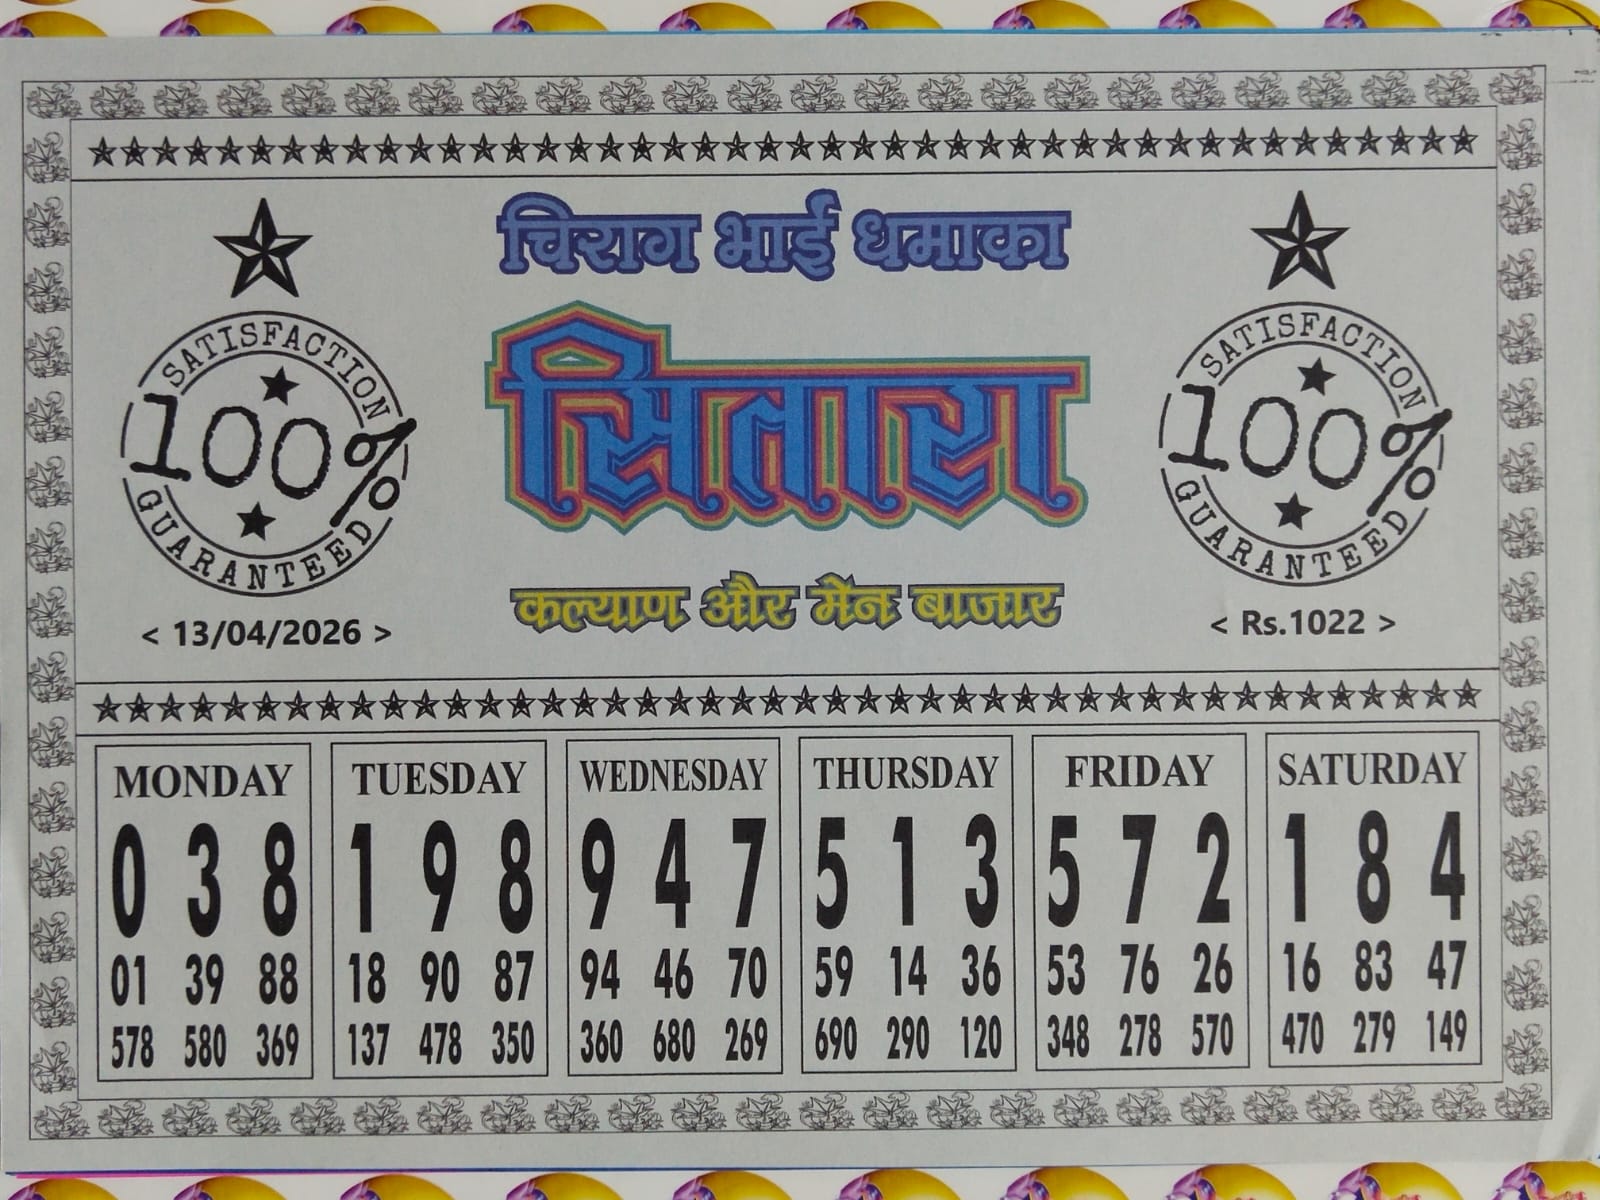 चिराग भाई धमाका
सितारा
SATISFACTION
100%
GUARANTEED
SATISFACTION
100%
GUARANTEED
कल्याण और मेन बाजार
< 13/04/2026 >
< Rs.1022 >
MONDAY TUESDAY WEDNESDAY THURSDAY FRIDAY SATURDAY
0 3 8 1 9 8 9 4 7 5 1 3 5 7 2 1 8 4
01 39 88 18 90 87 94 46 70 59 14 36 53 76 26 16 83 47
578 580 369 137 478 350 360 680 269 690 290 120 348 278 570 470 279 149